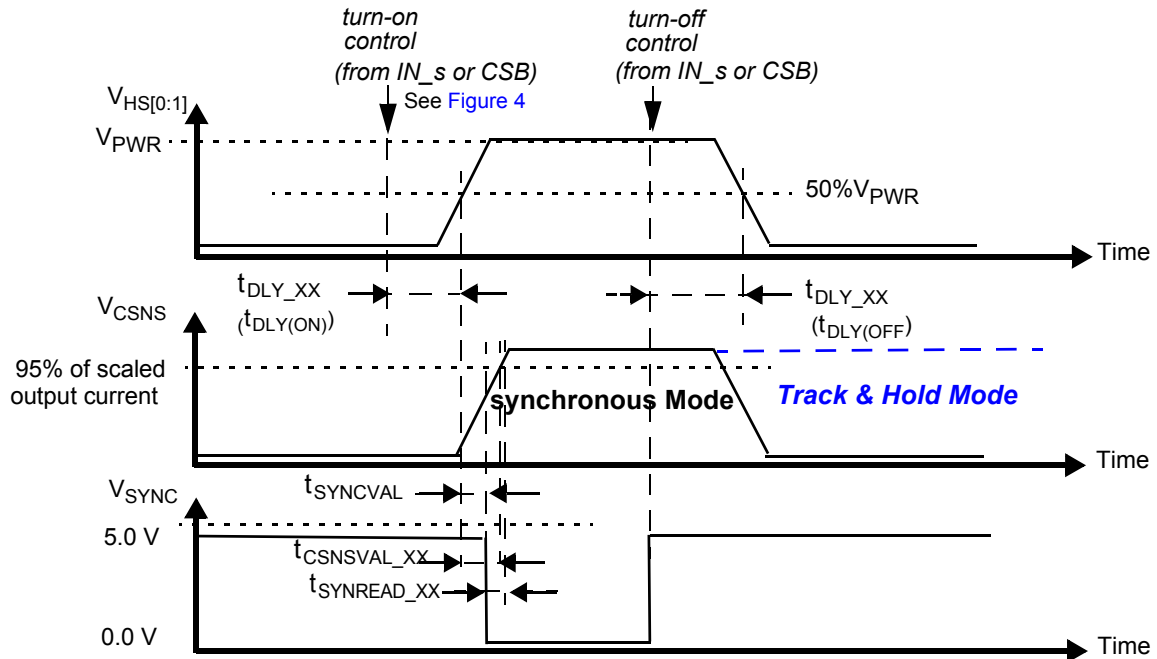 turn-on
control
(from IN_s or CSB)
See Figure 4
turn-off
control
(from IN_s or CSB)
VHS[0:1]
VPWR
50%VPWR
Time
tDLY_XX
(tDLY(ON))
tDLY_XX
(tDLY(OFF)
VCSNS
95% of scaled
output current
synchronous Mode
Track & Hold Mode
Time
tSYNCVAL
VSYNC
5.0 V
tCSNSVAL_XX
tSYNREAD_XX
0.0 V
Time